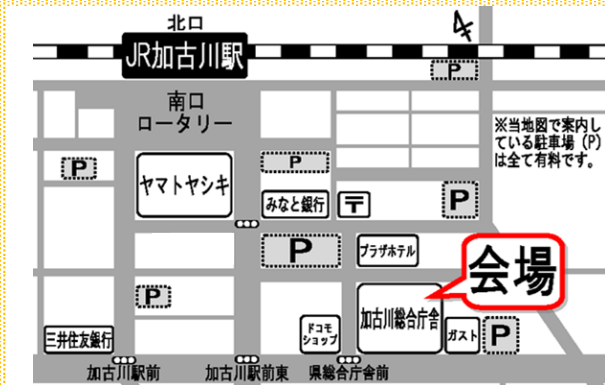 北口
JR加古川駅
P
南口
ロータリー
※当地図で案内し
ている駐車場（P）
は全て有料です。
P
P
ヤマトヤシキ
みなと銀行
〒
P
P
プラザホテル
会場
P
加古川総合庁舎
ドコモ
ショップ
ガスト
P
三井住友銀行
加古川駅前
加古川駅前東
県総合庁舎前